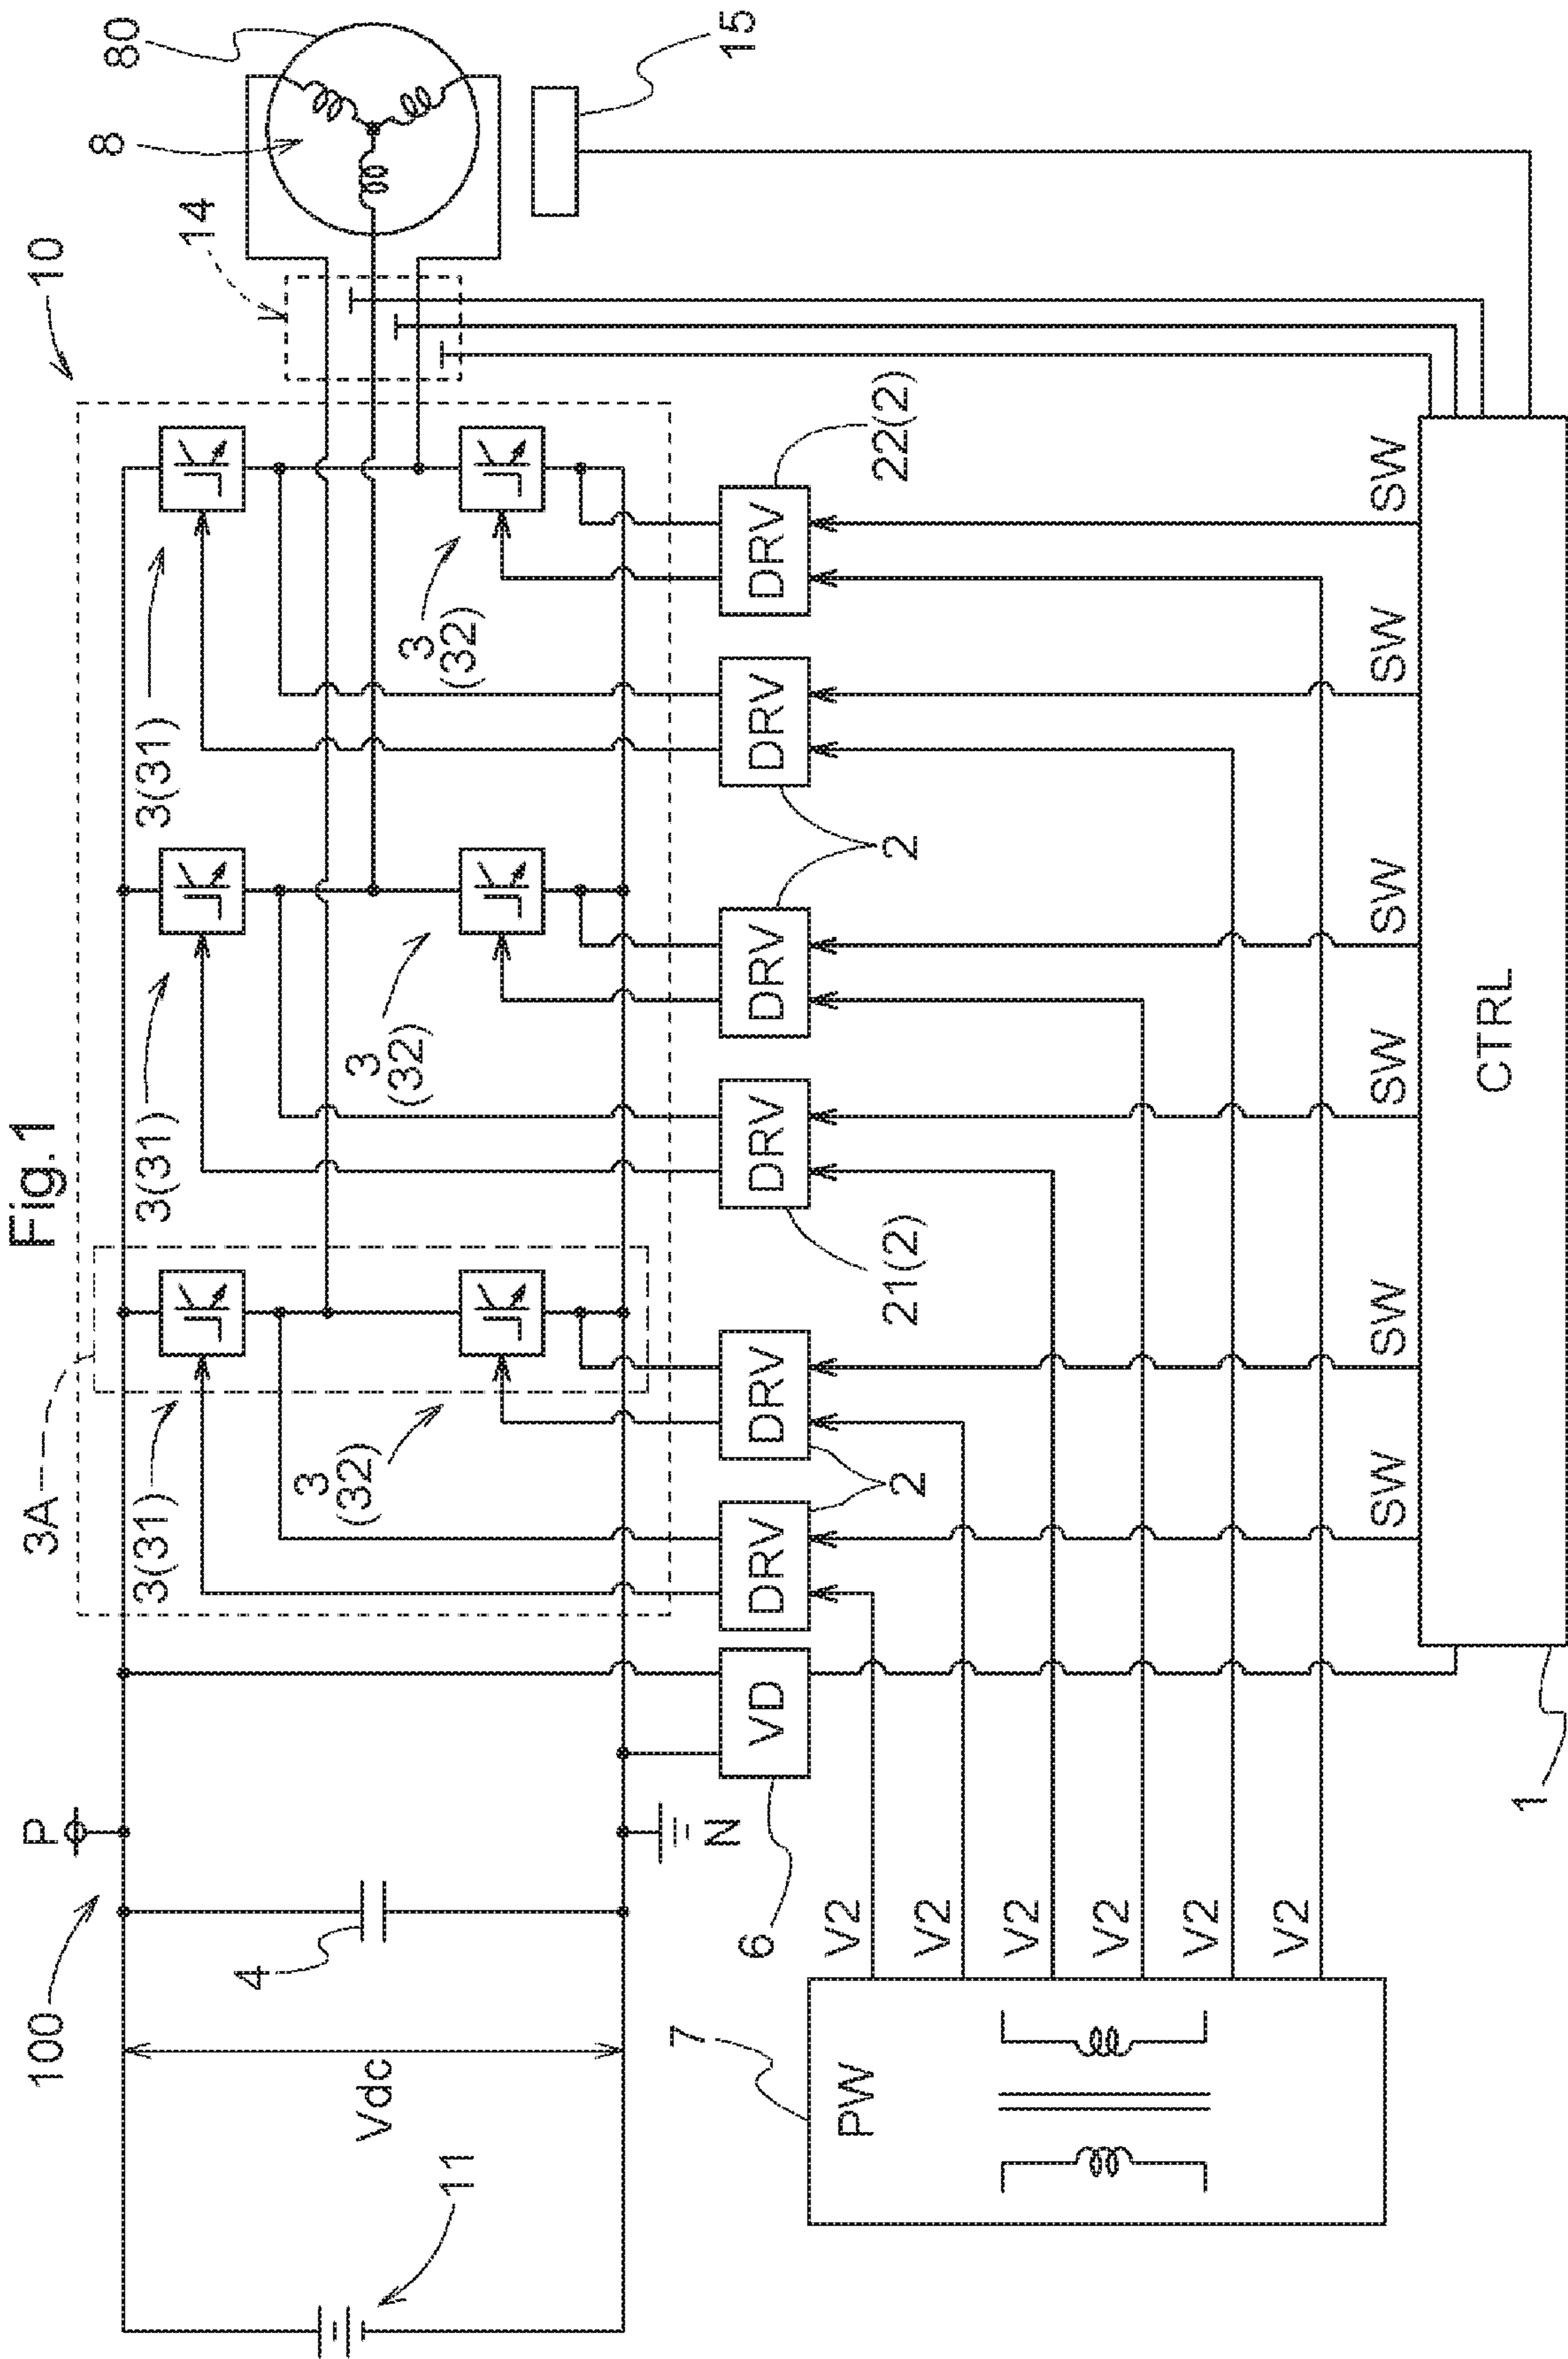 Fig.1
100
P
3A
10
80
8
14
3(31)
3(31)
3(31)
3
(32)
3
(32)
3
(32)
4
Vdc
11
N
15
6
VD
DRV
DRV
DRV
DRV
DRV
DRV
2
21(2)
2
22(2)
7
PW
V2
V2
V2
V2
V2
V2
SW
SW
SW
SW
SW
SW
CTRL
1